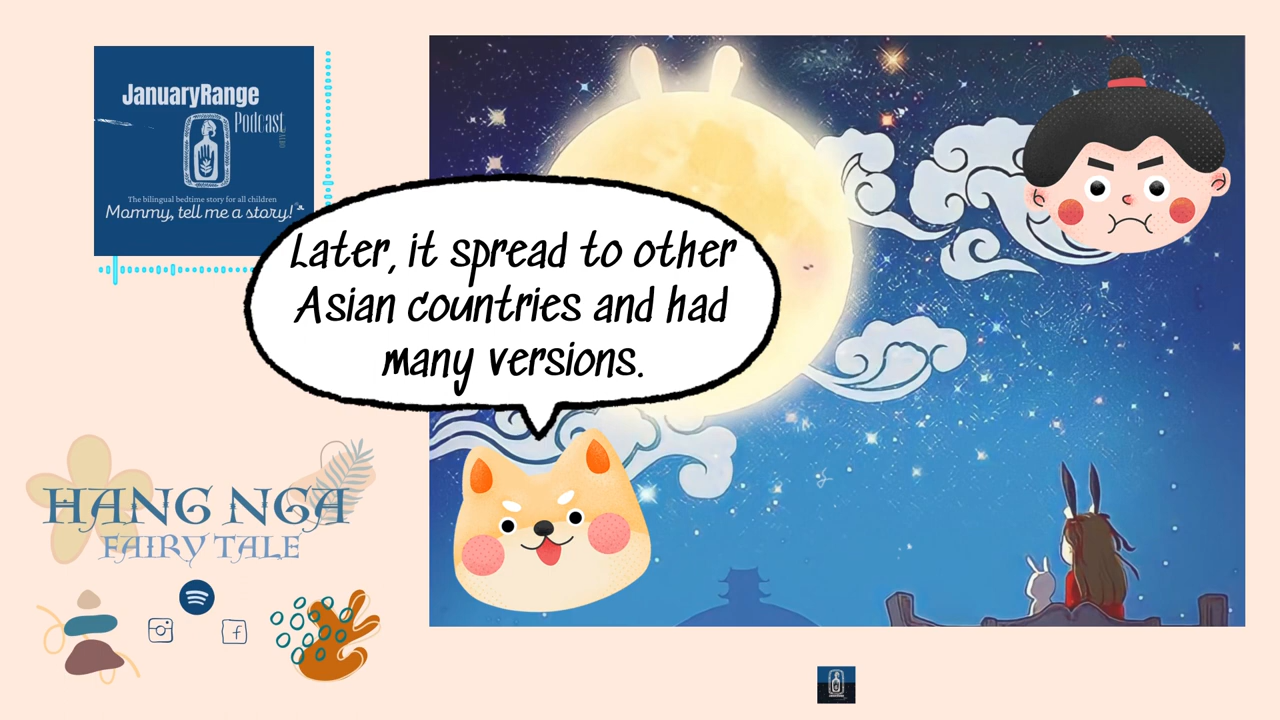 JanuaryRange
Podcast
The bilingual bedtime story for all children
Mommy, tell me a story!
Later, it spread to other
Asian countries and had
many versions.
HANG NGA
FAIRY TALE